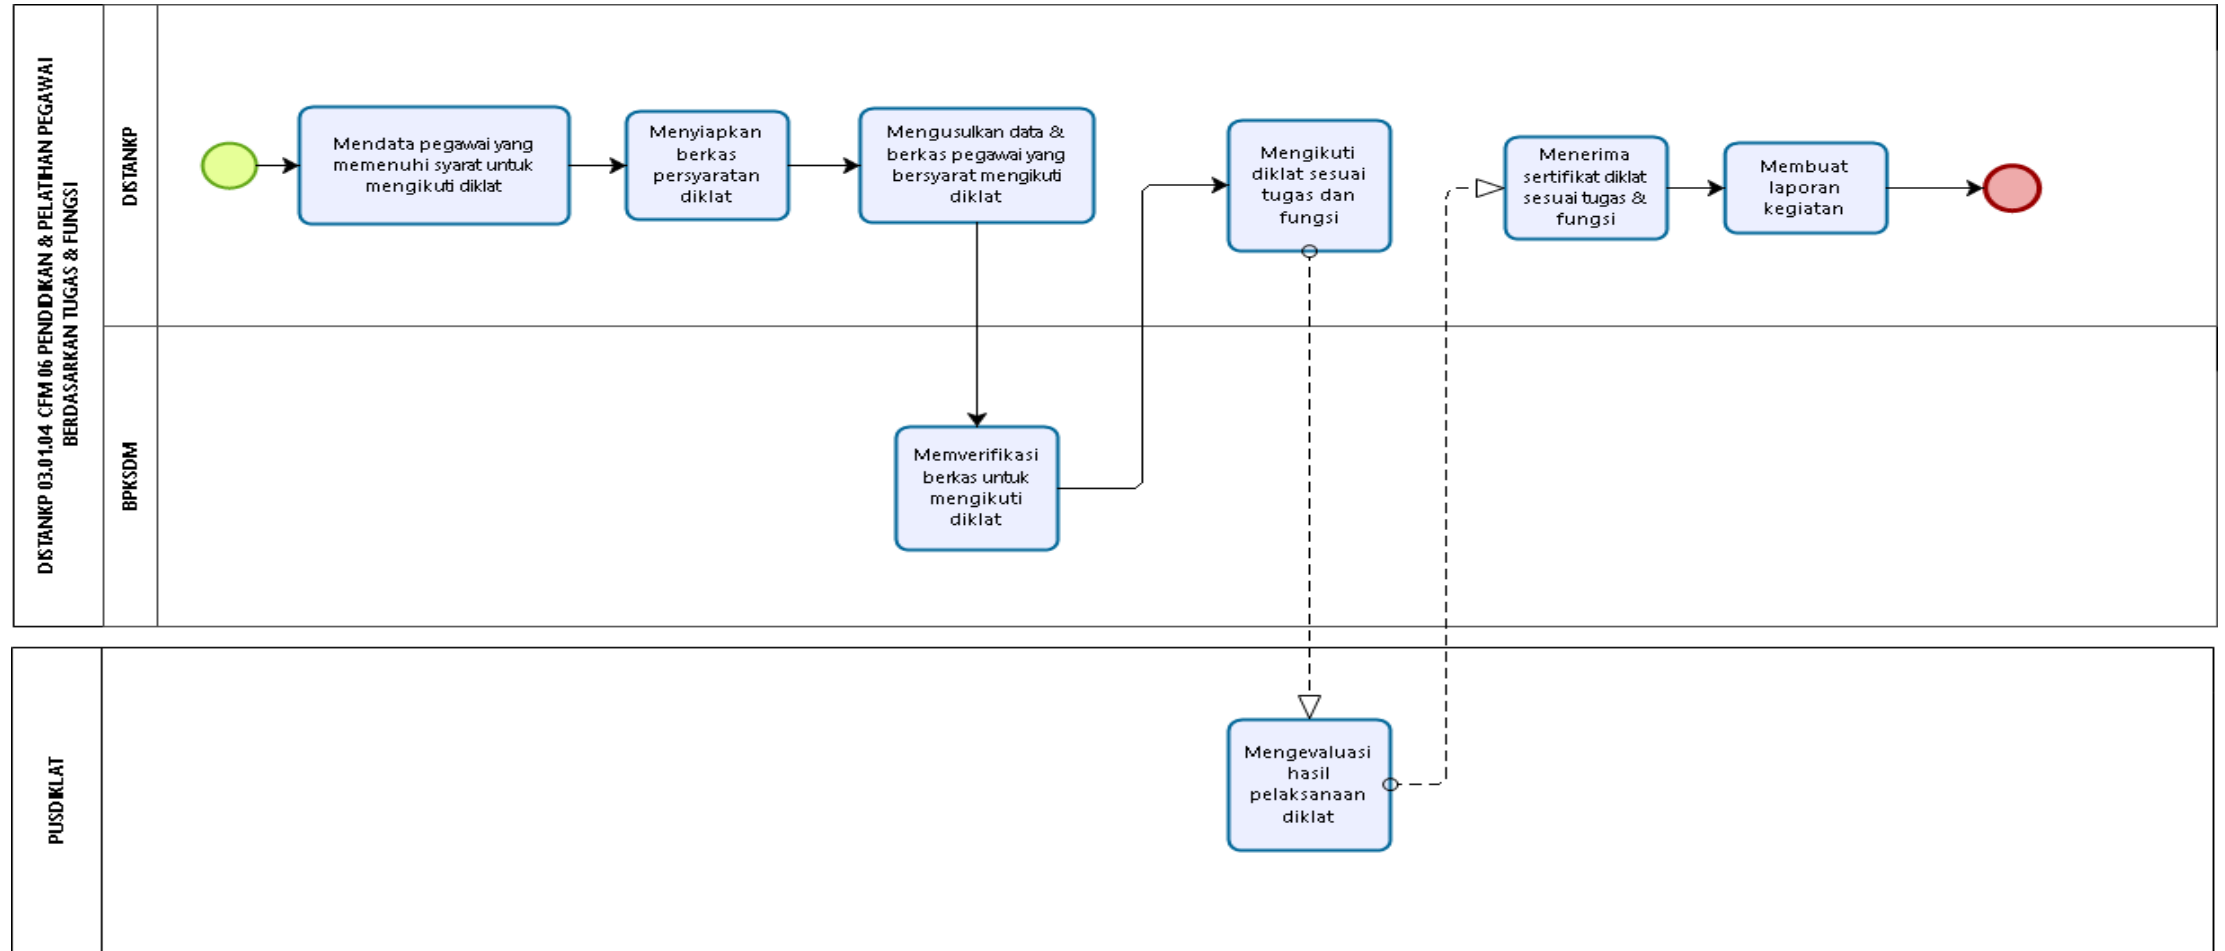 DISTANKP 03.01.04 CFM 06 PENDIDIKAN & PELATIHAN PEGAWAI
BERDASARKAN TUGAS & FUNGSI
DISTANKP
Mendata pegawai yang
memenuhi syarat untuk
mengikuti diklat
Menyiapkan
berkas
persyaratan
diklat
Mengusulkan data &
berkas pegawai yang
bersyarat mengikuti
diklat
Mengikuti
diklat sesuai
tugas dan
fungsi
Menerima
sertifikat diklat
sesuai tugas &
fungsi
Membuat
laporan
kegiatan
BPKSDM
Memverifikasi
berkas untuk
mengikuti
diklat
PUSDIKLAT
Mengevaluasi
hasil
pelaksanaan
diklat